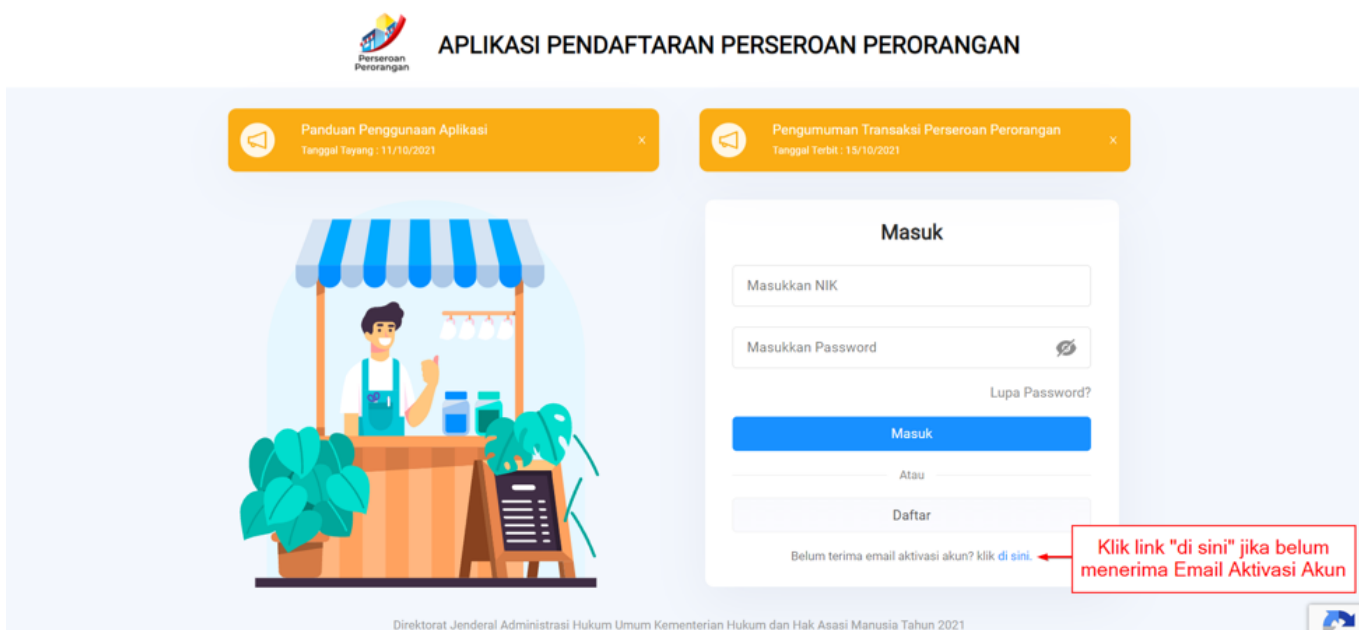 Perseroan
Perorangan
APLIKASI PENDAFTARAN PERSEROAN PERORANGAN
Panduan Penggunaan Aplikasi
Tanggal Tayang : 11/10/2021
x
Pengumuman Transaksi Perseroan Perorangan
Tanggal Terbit : 15/10/2021
x
Masuk
Masukkan NIK
Masukkan Password
Lupa Password?
Masuk
Atau
Daftar
Belum terima email aktivasi akun? klik di sini.
Klik link "di sini" jika belum
menerima Email Aktivasi Akun
Direktorat Jenderal Administrasi Hukum Umum Kementerian Hukum dan Hak Asasi Manusia Tahun 2021